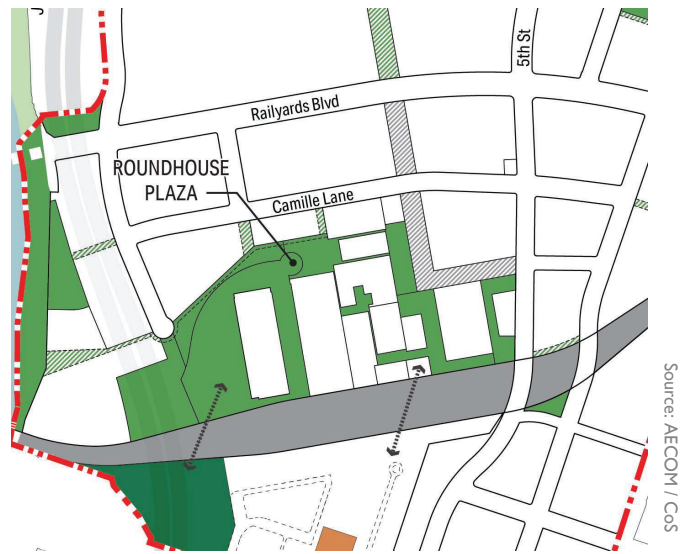 5th St
Railyards Blvd
ROUNDHOUSE
PLAZA
Camille Lane
Source: AECOM / CoS